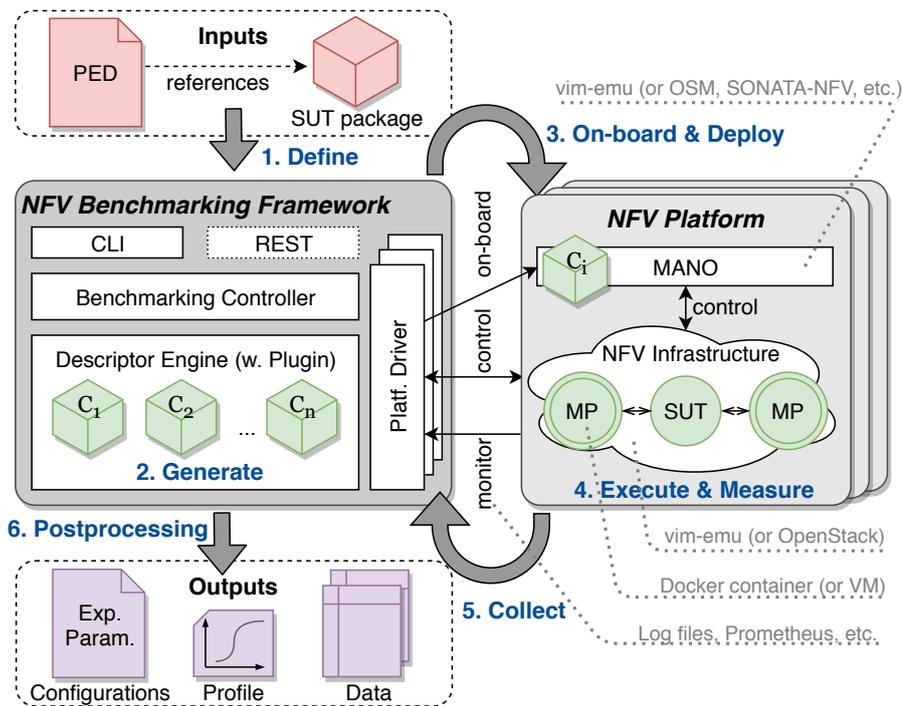 Inputs
PED
references
SUT package
1. Define
3. On-board & Deploy
vim-emu (or OSM, SONATA-NFV, etc.)
NFV Benchmarking Framework
CLI
REST
Benchmarking Controller
Descriptor Engine (w. Plugin)
C1
C2
...
Cn
2. Generate
Platf. Driver
on-board
control
monitor
NFV Platform
Ci
MANO
control
NFV Infrastructure
MP
SUT
MP
4. Execute & Measure
vim-emu (or OpenStack)
Docker container (or VM)
Log files, Prometheus, etc.
5. Collect
6. Postprocessing
Outputs
Exp.
Param.
Configurations
Profile
Data